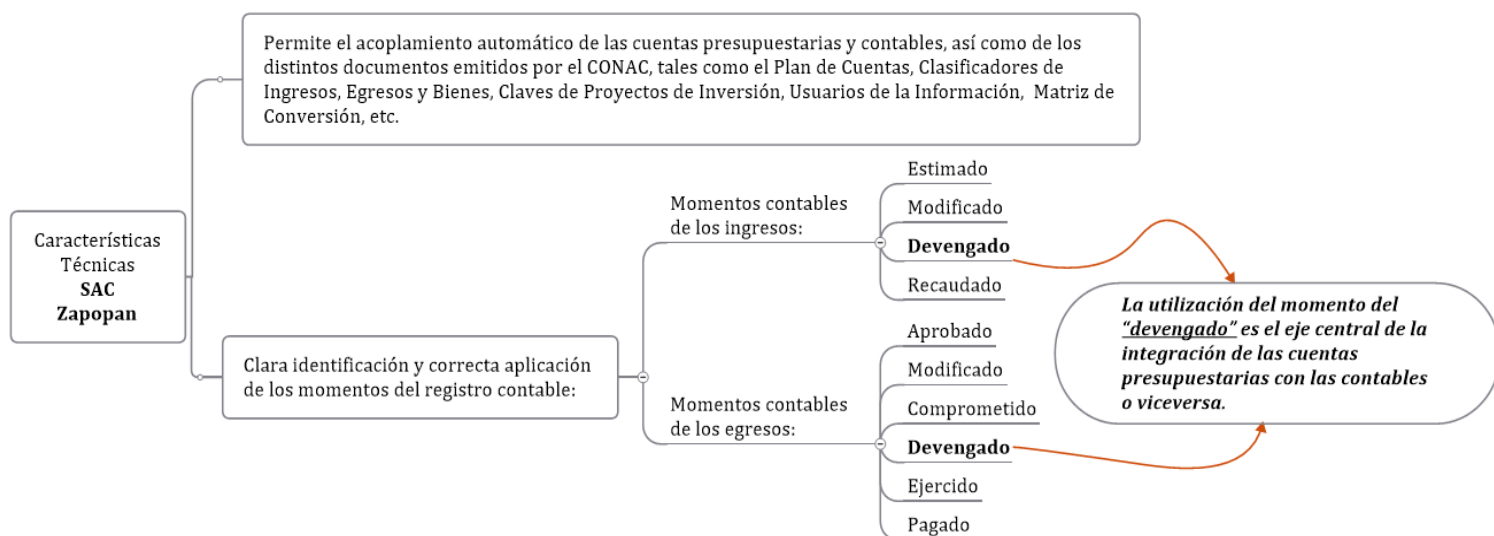 Permite el acoplamiento automático de las cuentas presupuestarias y contables, así como de los
distintos documentos emitidos por el CONAC, tales como el Plan de Cuentas, Clasificadores de
Ingresos, Egresos y Bienes, Claves de Proyectos de Inversión, Usuarios de la Información, Matriz de
Conversión, etc.
Características
Técnicas
SAC
Zapopan
Clara identificación y correcta aplicación
de los momentos del registro contable:
Momentos contables
de los ingresos:
Estimado
Modificado
Devengado
Recaudado
Momentos contables
de los egresos:
Aprobado
Modificado
Comprometido
Devengado
Ejercido
Pagado
La utilización del momento del
“devengado” es el eje central de la
integración de las cuentas
presupuestarias con las contables
o viceversa.